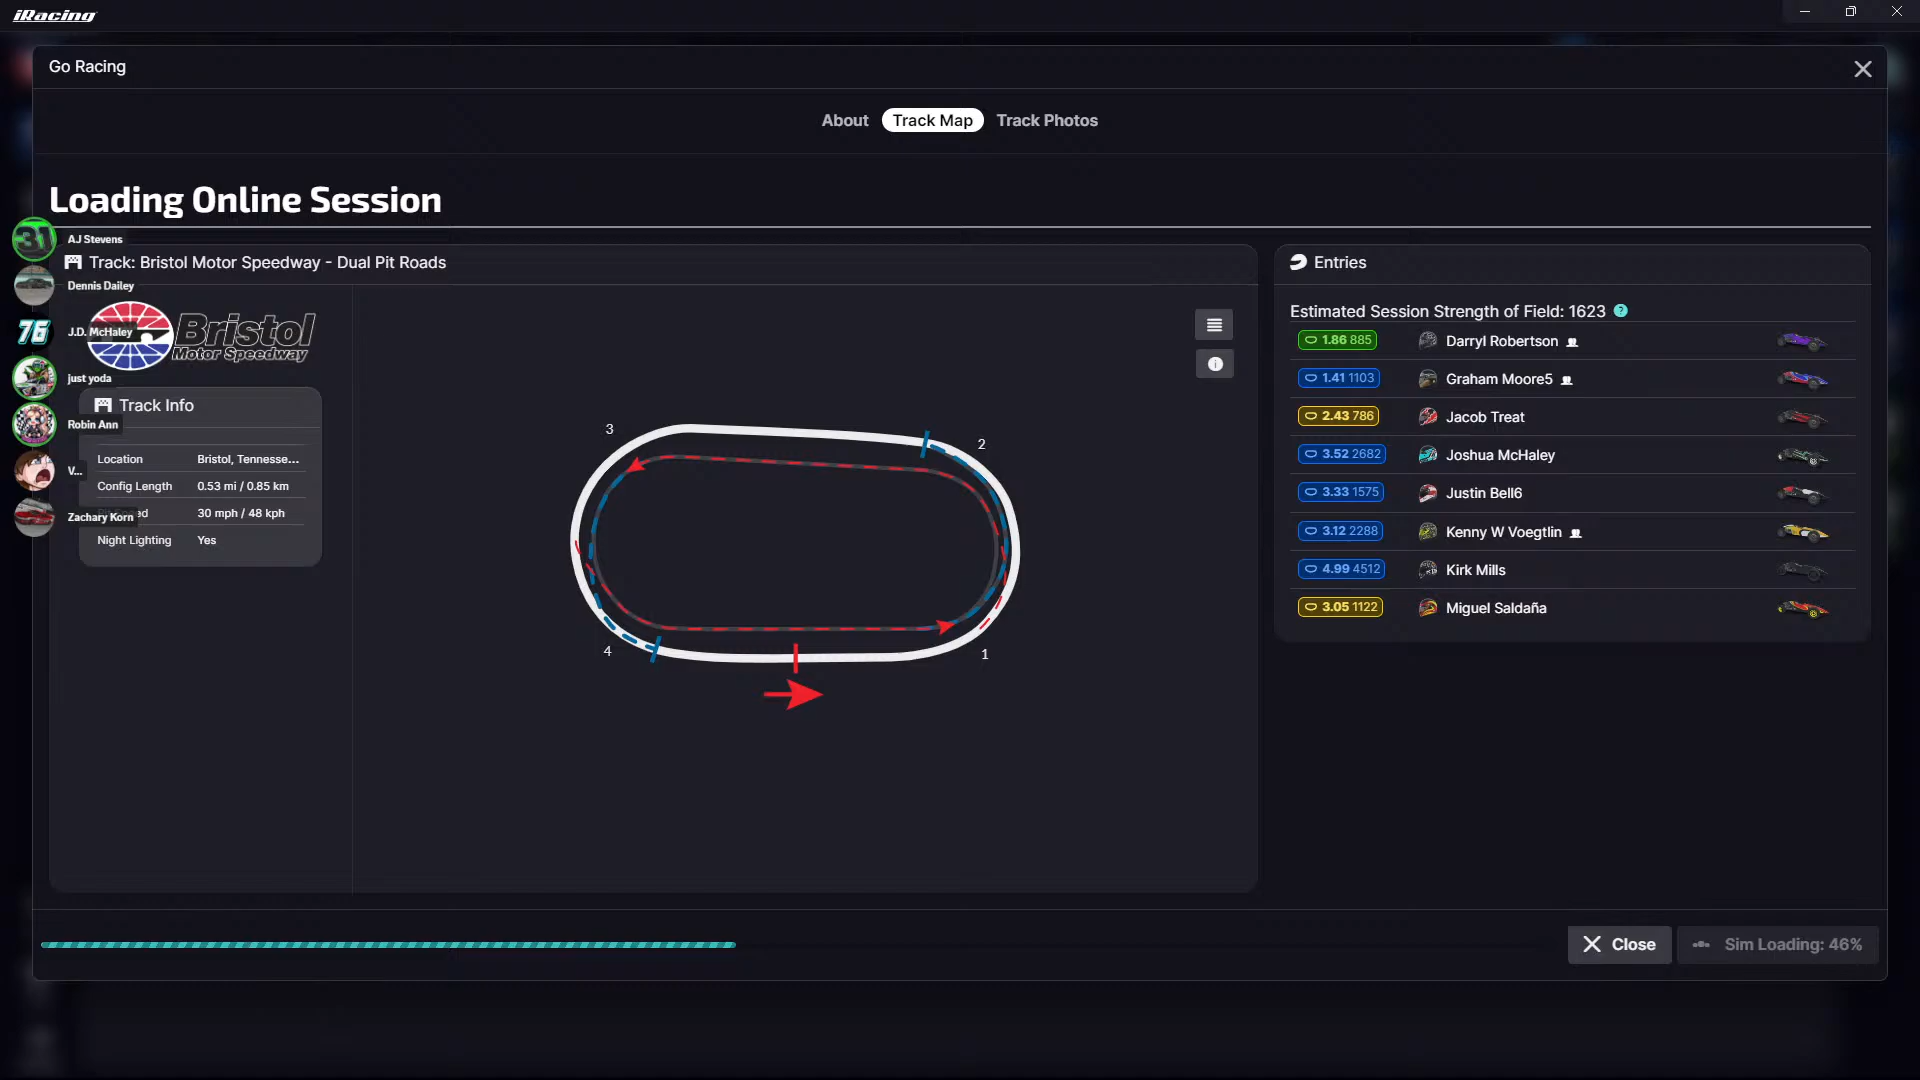 iRacing
Go Racing
About
Track Map
Track Photos
Loading Online Session
31
AJ Stevens
Track: Bristol Motor Speedway - Dual Pit Roads
Dennis Dailey
76
J.D. McHaley
Bristol
Motor Speedway
just yoda
Track Info
Robin Ann
Location Bristol, Tennesse...
V...
Config Length 0.53 mi / 0.85 km
Zachary Korn
30 mph / 48 kph
Night Lighting Yes
3
2
4
1
Entries
Estimated Session Strength of Field: 1623 ?
1.86 885 Darryl Robertson
1.41 1103 Graham Moore5
2.43 786 Jacob Treat
3.52 2682 Joshua McHaley
3.33 1575 Justin Bell6
3.12 2288 Kenny W Voegtlin
4.99 4512 Kirk Mills
3.05 1122 Miguel Saldaña
Close
Sim Loading: 46%